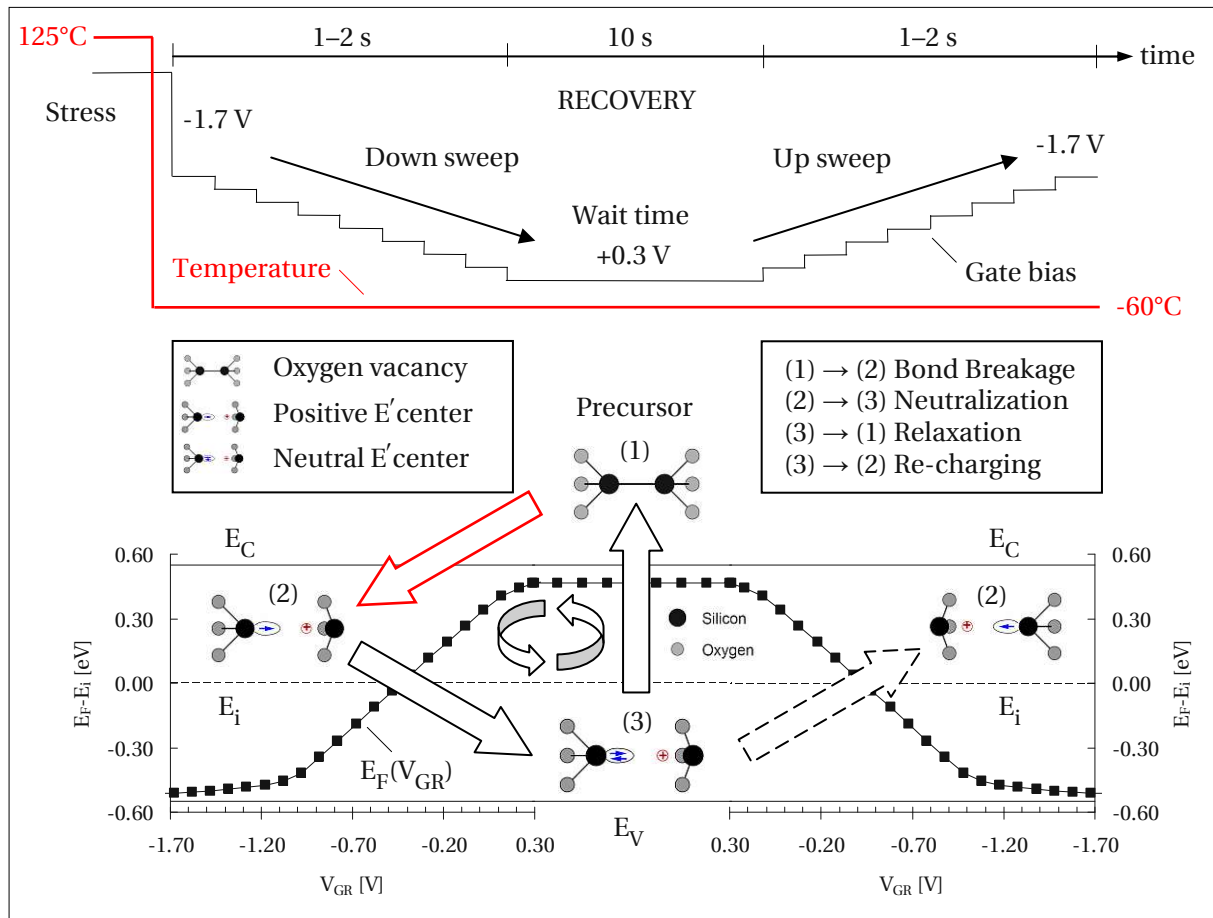 125°C
1–2 s
10 s
1–2 s
time
Stress
-1.7 V
RECOVERY
-1.7 V
Down sweep
Up sweep
Wait time
+0.3 V
Temperature
Gate bias
-60°C
Oxygen vacancy
Positive E′center
Neutral E′center
Precursor
(1)
(1) → (2) Bond Breakage
(2) → (3) Neutralization
(3) → (1) Relaxation
(3) → (2) Re-charging
E_C
E_C
0.60
0.30
0.00
-0.30
-0.60
E_F-E_i [eV]
(2)
+
Silicon
Oxygen
(2)
+
E_i
E_i
(3)
+
E_F(V_GR)
E_V
0.60
0.30
0.00
-0.30
-0.60
E_F-E_i [eV]
-1.70 -1.20 -0.70 -0.20 0.30
0.30 -0.20 -0.70 -1.20 -1.70
V_GR [V]
V_GR [V]